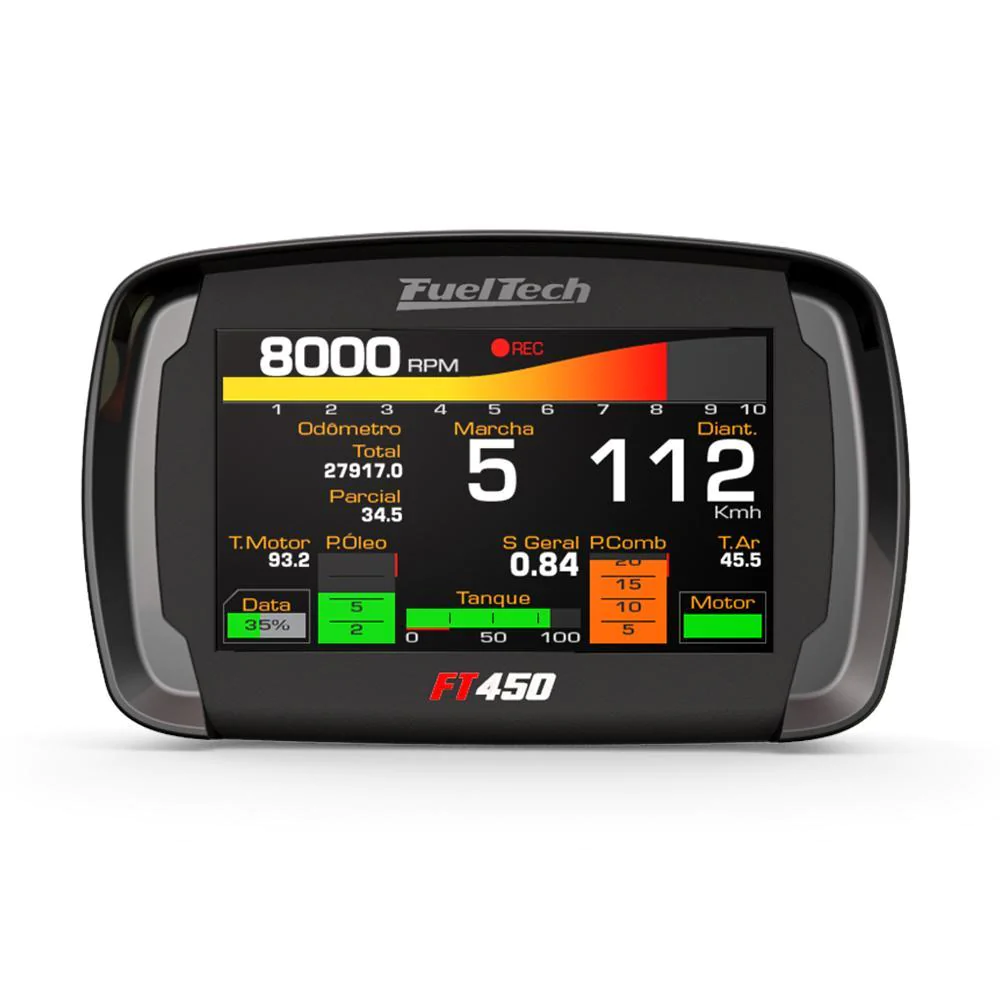 FuelTech
8000 RPM
REC
1 2 3 4 5 6 7 8 9 10
Odômetro
Total
27917.0
Parcial
34.5
Marcha
5
Diant.
112
Kmh
T.Motor
93.2
P.Óleo
5
2
S Geral
0.84
P.Comb
20
15
10
5
T.Ar
45.5
Data
35%
Tanque
0 50 100
Motor
FT450